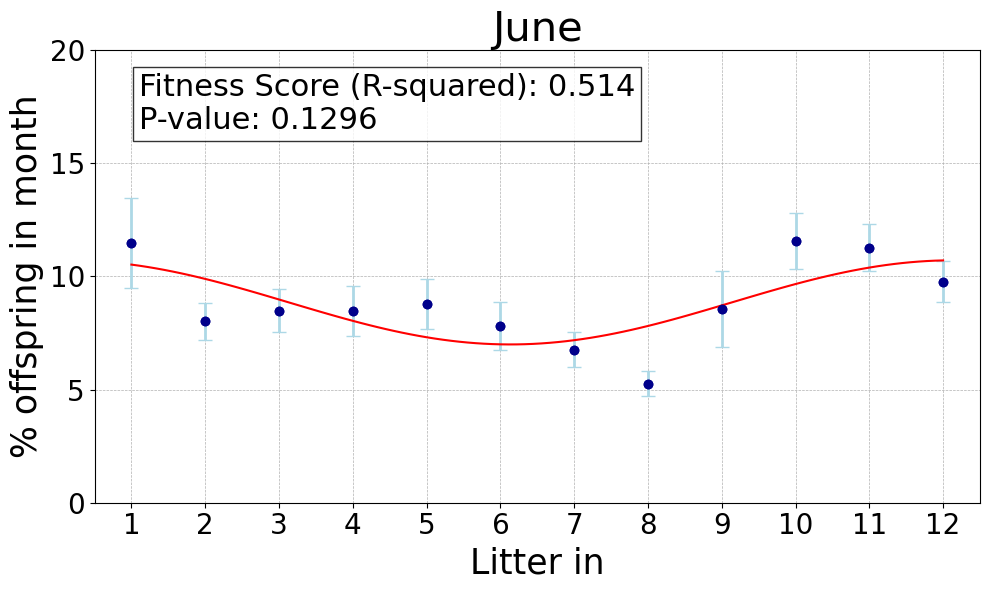 June
Fitness Score (R-squared): 0.514
P-value: 0.1296
% offspring in month
20
15
10
5
0
1 2 3 4 5 6 7 8 9 10 11 12
Litter in